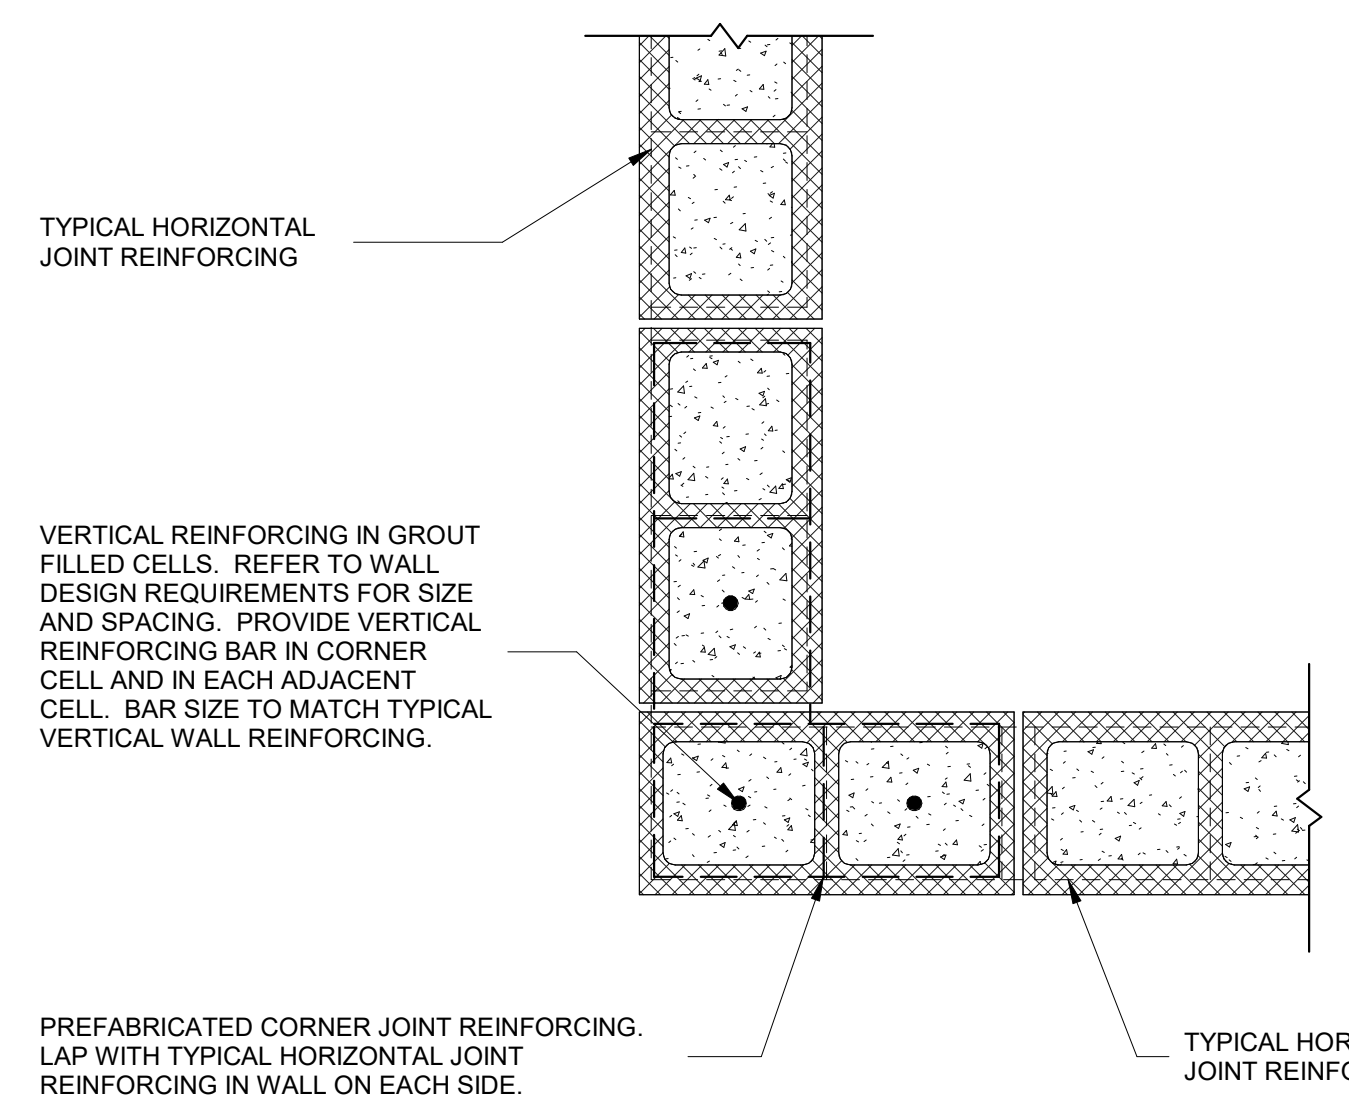 TYPICAL HORIZONTAL
JOINT REINFORCING
VERTICAL REINFORCING IN GROUT
FILLED CELLS. REFER TO WALL
DESIGN REQUIREMENTS FOR SIZE
AND SPACING. PROVIDE VERTICAL
REINFORCING BAR IN CORNER
CELL AND IN EACH ADJACENT
CELL. BAR SIZE TO MATCH TYPICAL
VERTICAL WALL REINFORCING.
PREFABRICATED CORNER JOINT REINFORCING.
LAP WITH TYPICAL HORIZONTAL JOINT
REINFORCING IN WALL ON EACH SIDE.
TYPICAL
JOINT